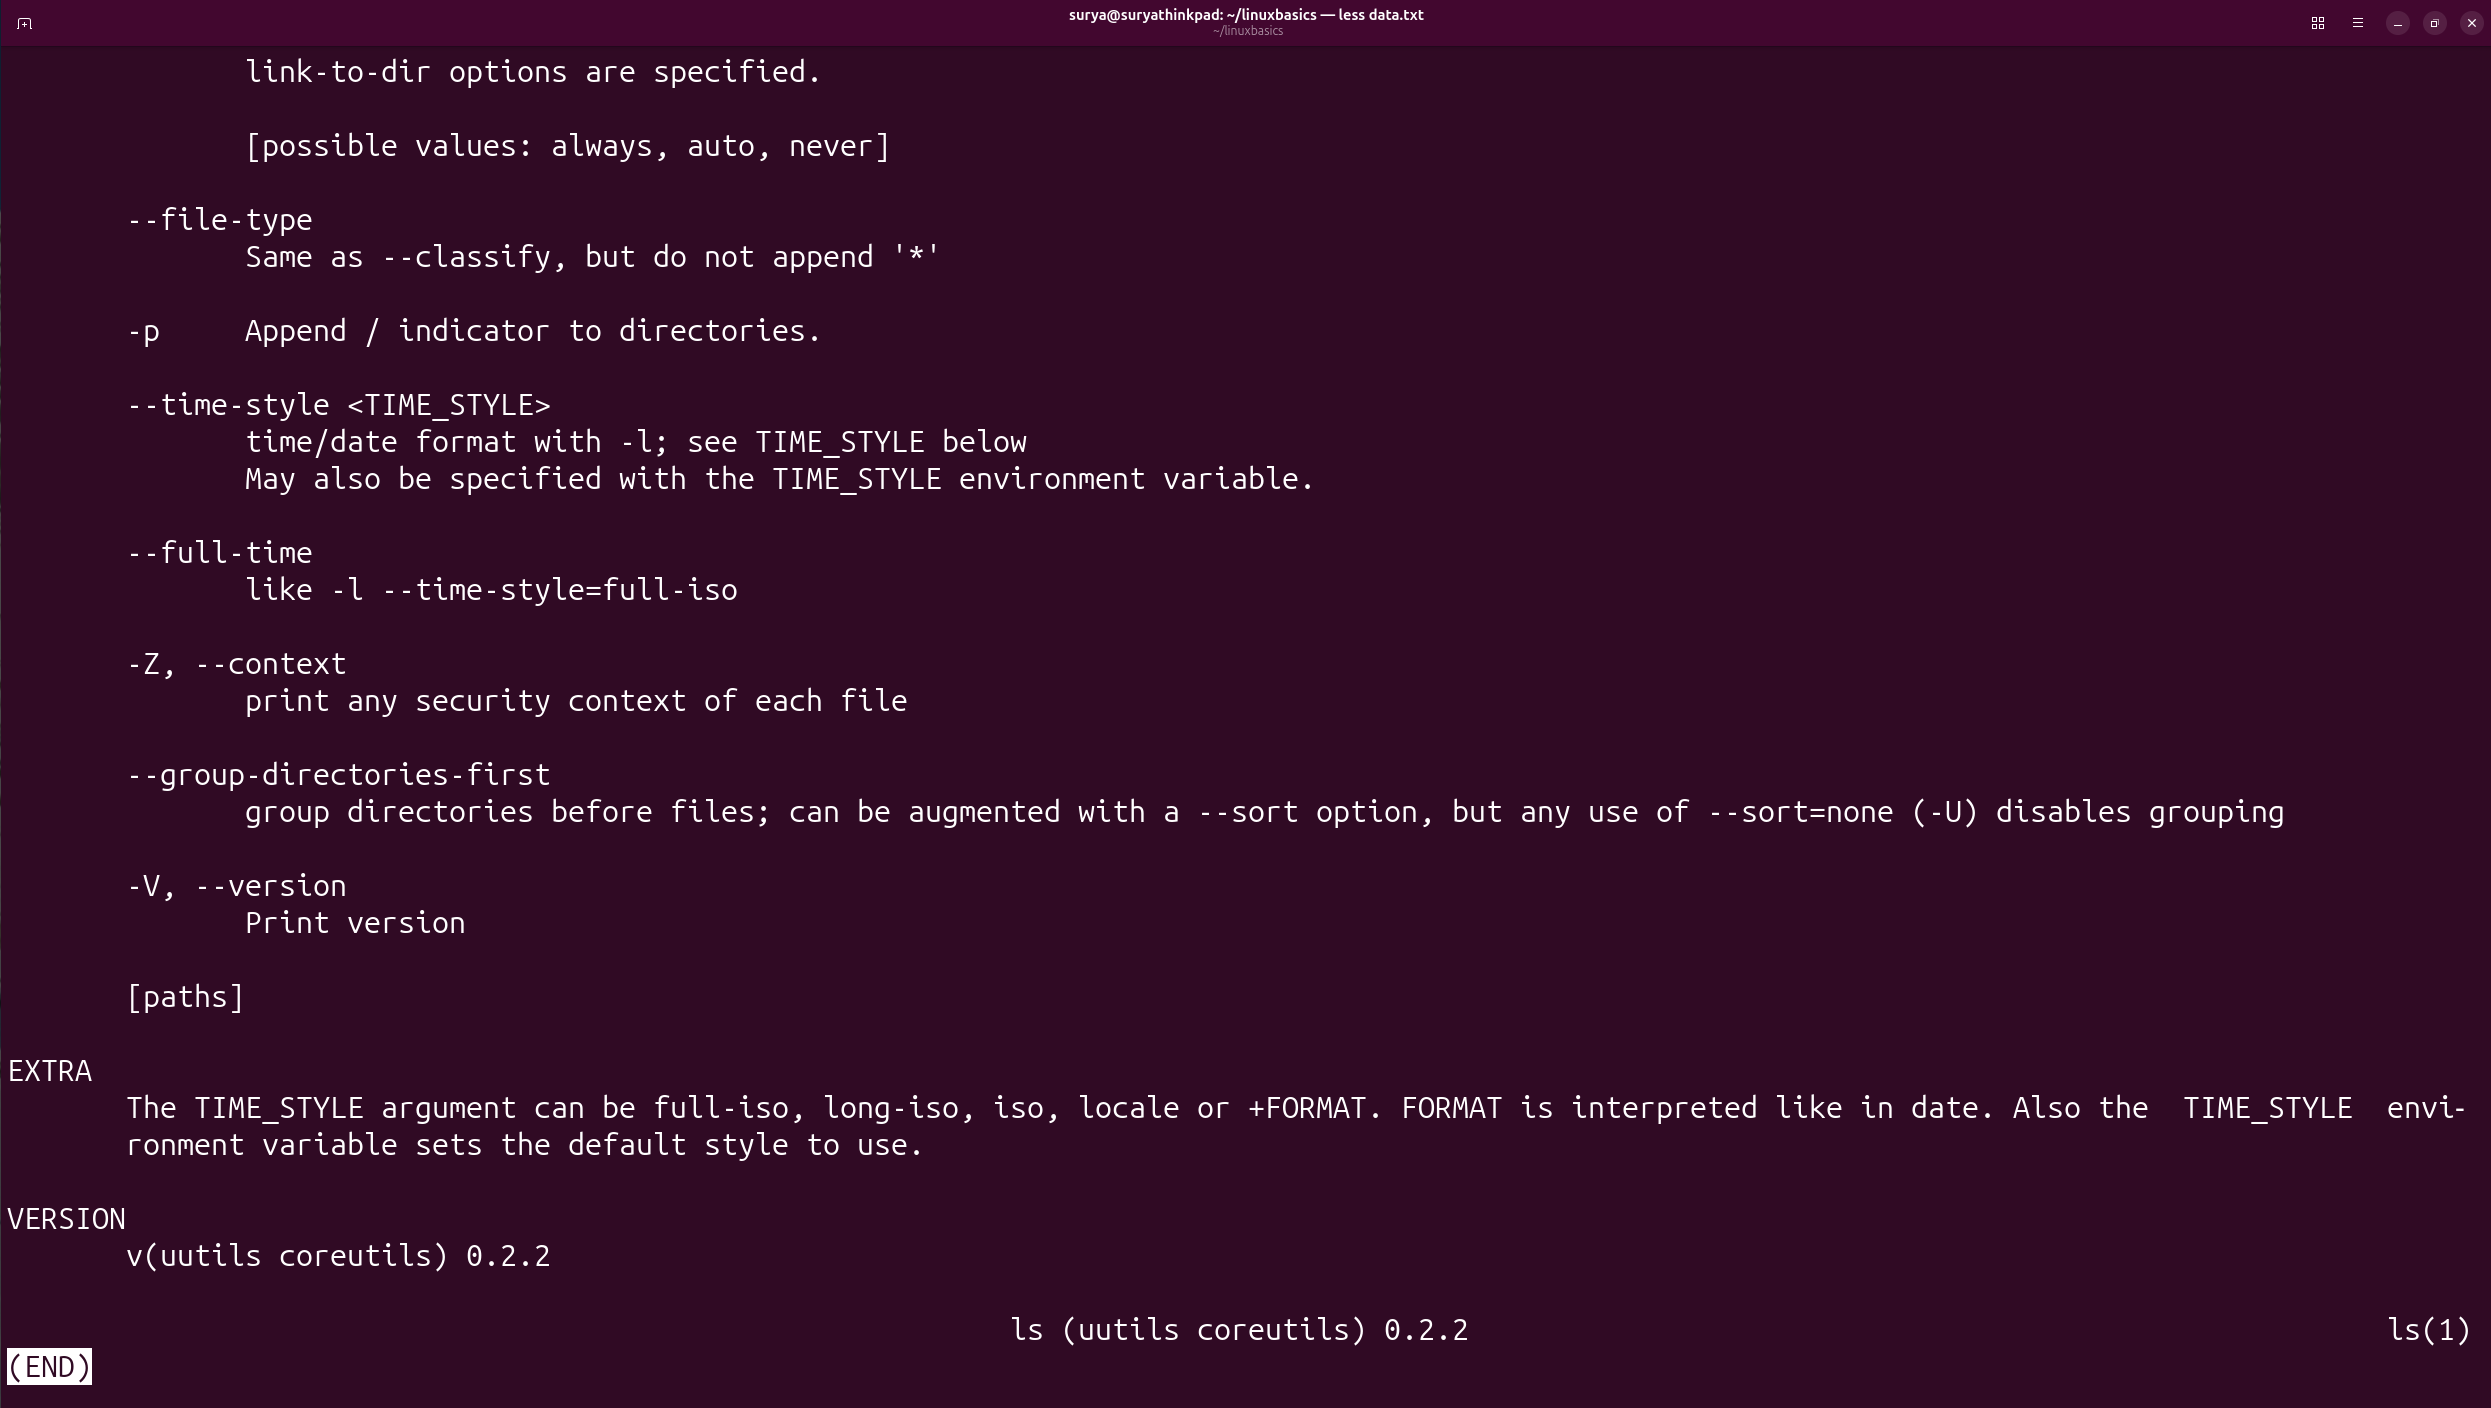 surya@suryathinkpad: ~/linuxbasics — less data.txt
~/linuxbasics
link-to-dir options are specified.
[possible values: always, auto, never]
--file-type
Same as --classify, but do not append '*'
-p     Append / indicator to directories.
--time-style <TIME_STYLE>
time/date format with -l; see TIME_STYLE below
May also be specified with the TIME_STYLE environment variable.
--full-time
like -l --time-style=full-iso
-Z, --context
print any security context of each file
--group-directories-first
group directories before files; can be augmented with a --sort option, but any use of --sort=none (-U) disables grouping
-V, --version
Print version
[paths]
EXTRA
The TIME_STYLE argument can be full-iso, long-iso, iso, locale or +FORMAT. FORMAT is interpreted like in date. Also the  TIME_STYLE  envi-
ronment variable sets the default style to use.
VERSION
v(uutils coreutils) 0.2.2
ls (uutils coreutils) 0.2.2     ls(1)
(END)